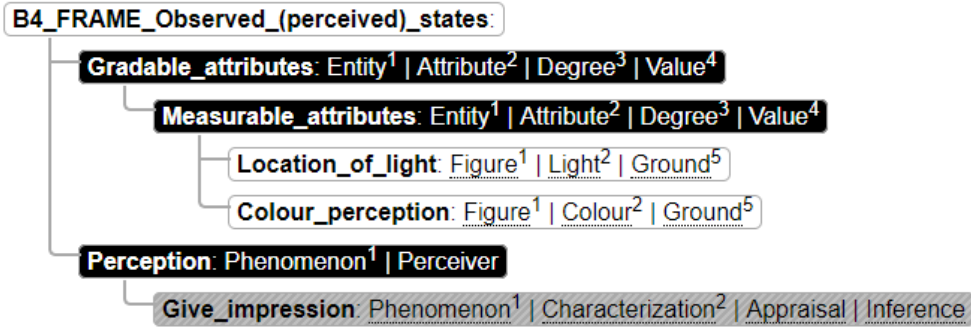 B4_FRAME_Observed_(perceived)_states:
Gradable_attributes: Entity¹ | Attribute² | Degree³ | Value⁴
Measurable_attributes: Entity¹ | Attribute² | Degree³ | Value⁴
Location_of_light: Figure¹ | Light² | Ground⁵
Colour_perception: Figure¹ | Colour² | Ground⁵
Perception: Phenomenon¹ | Perceiver
Give_impression: Phenomenon¹ | Characterization² | Appraisal | Inference